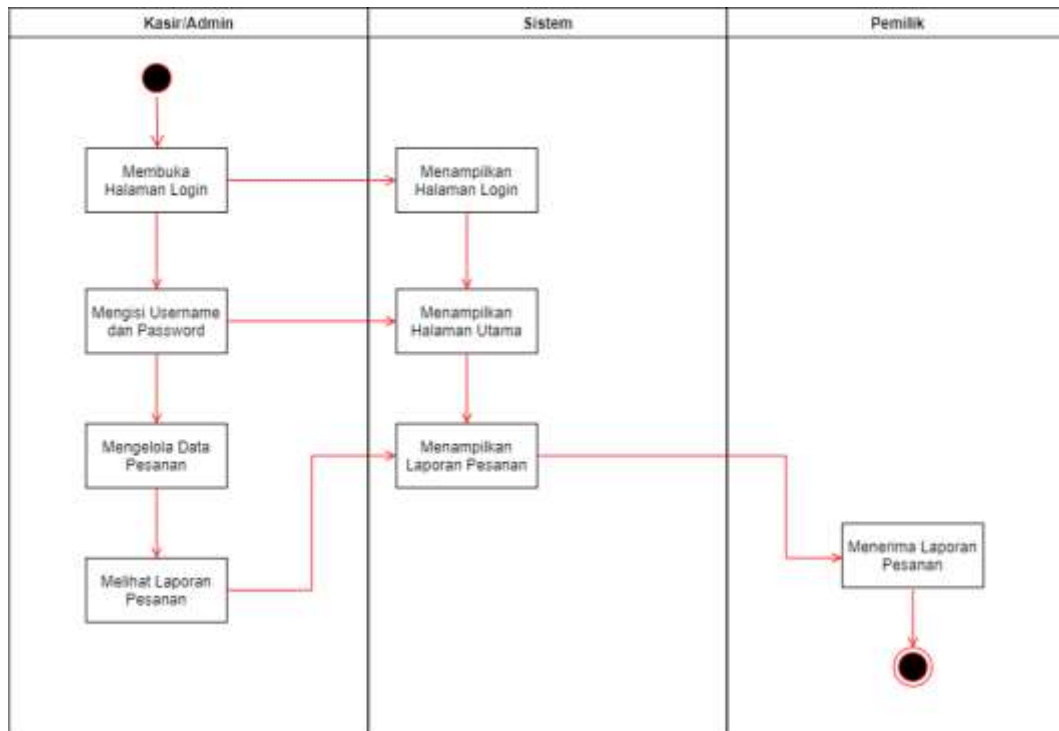 Kasir/Admin
Sistem
Pemillik
Membuka
Halaman Login
Menampilkan
Halaman Login
Mengisi Username
dan Password
Menampilkan
Halaman Utama
Mengelola Data
Pesanan
Menampilkan
Laporan Pesanan
Melihat Laporan
Pesanan
Menerima Laporan
Pesanan